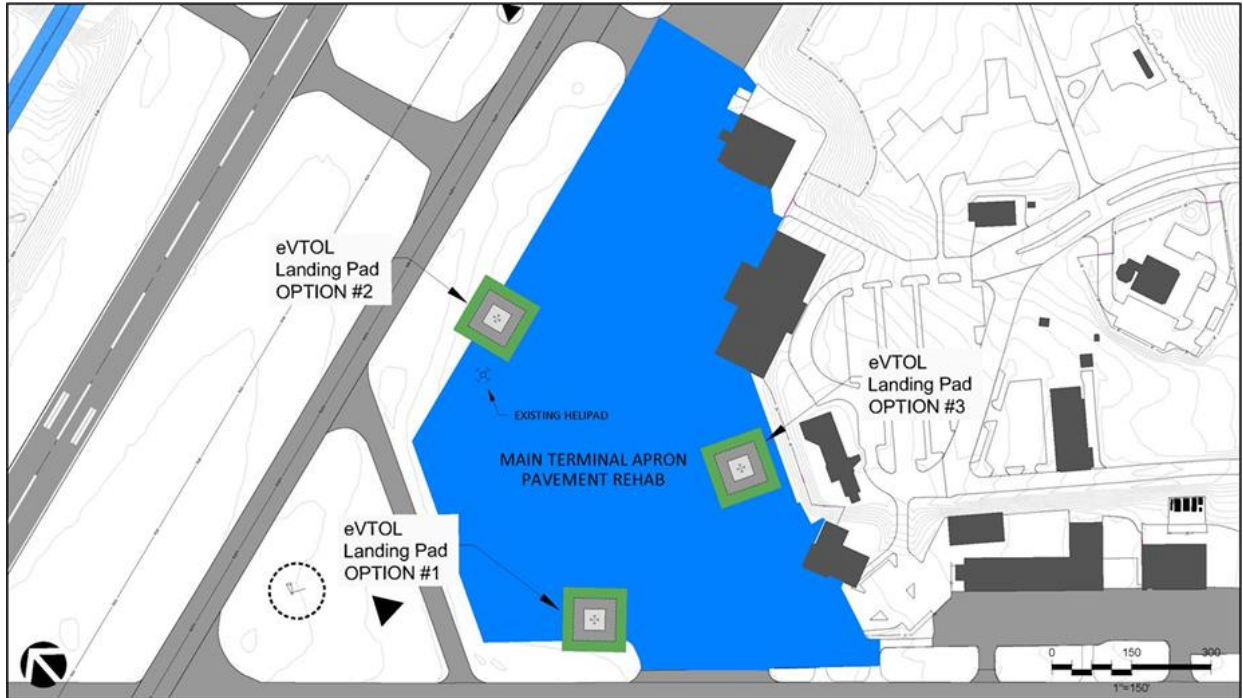 eVTOL
Landing Pad
OPTION #2
EXISTING HELIPAD
eVTOL
Landing Pad
OPTION #3
MAIN TERMINAL APRON
PAVEMENT REHAB
eVTOL
Landing Pad
OPTION #1
0 150 300
1"=150'